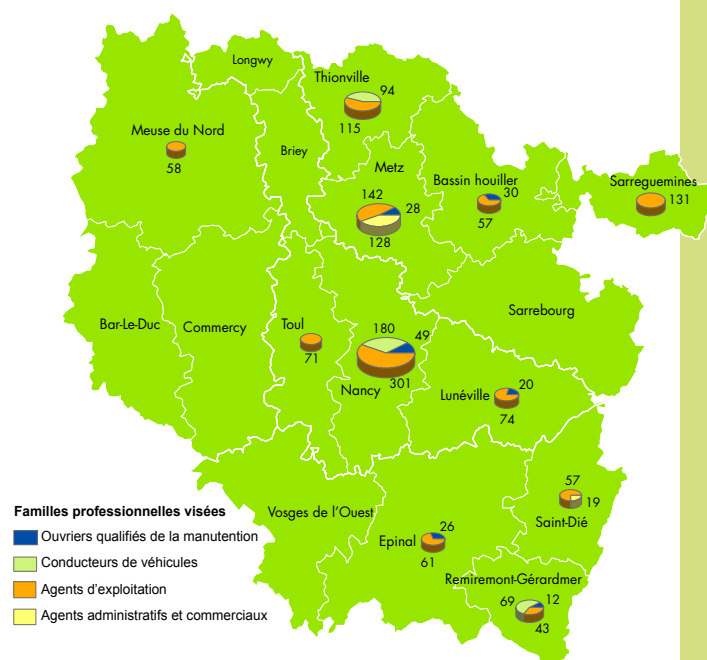 Longwy
Thionville
94
115
Meuse du Nord
58
Briey
Metz
142
28
128
Bassin houiller
30
57
Sarreguemines
131
Bar-Le-Duc
Commercy
Toul
71
180
49
301
Nancy
Sarrebourg
Lunéville
20
74
57
19
Saint-Dié
Vosges de l'Ouest
Epinal
26
61
Remiremont-Gérardmer
69
12
43
Familles professionnelles visées
Ouvriers qualifiés de la manutention
Conducteurs de véhicules
Agents d'exploitation
Agents administratifs et commerciaux